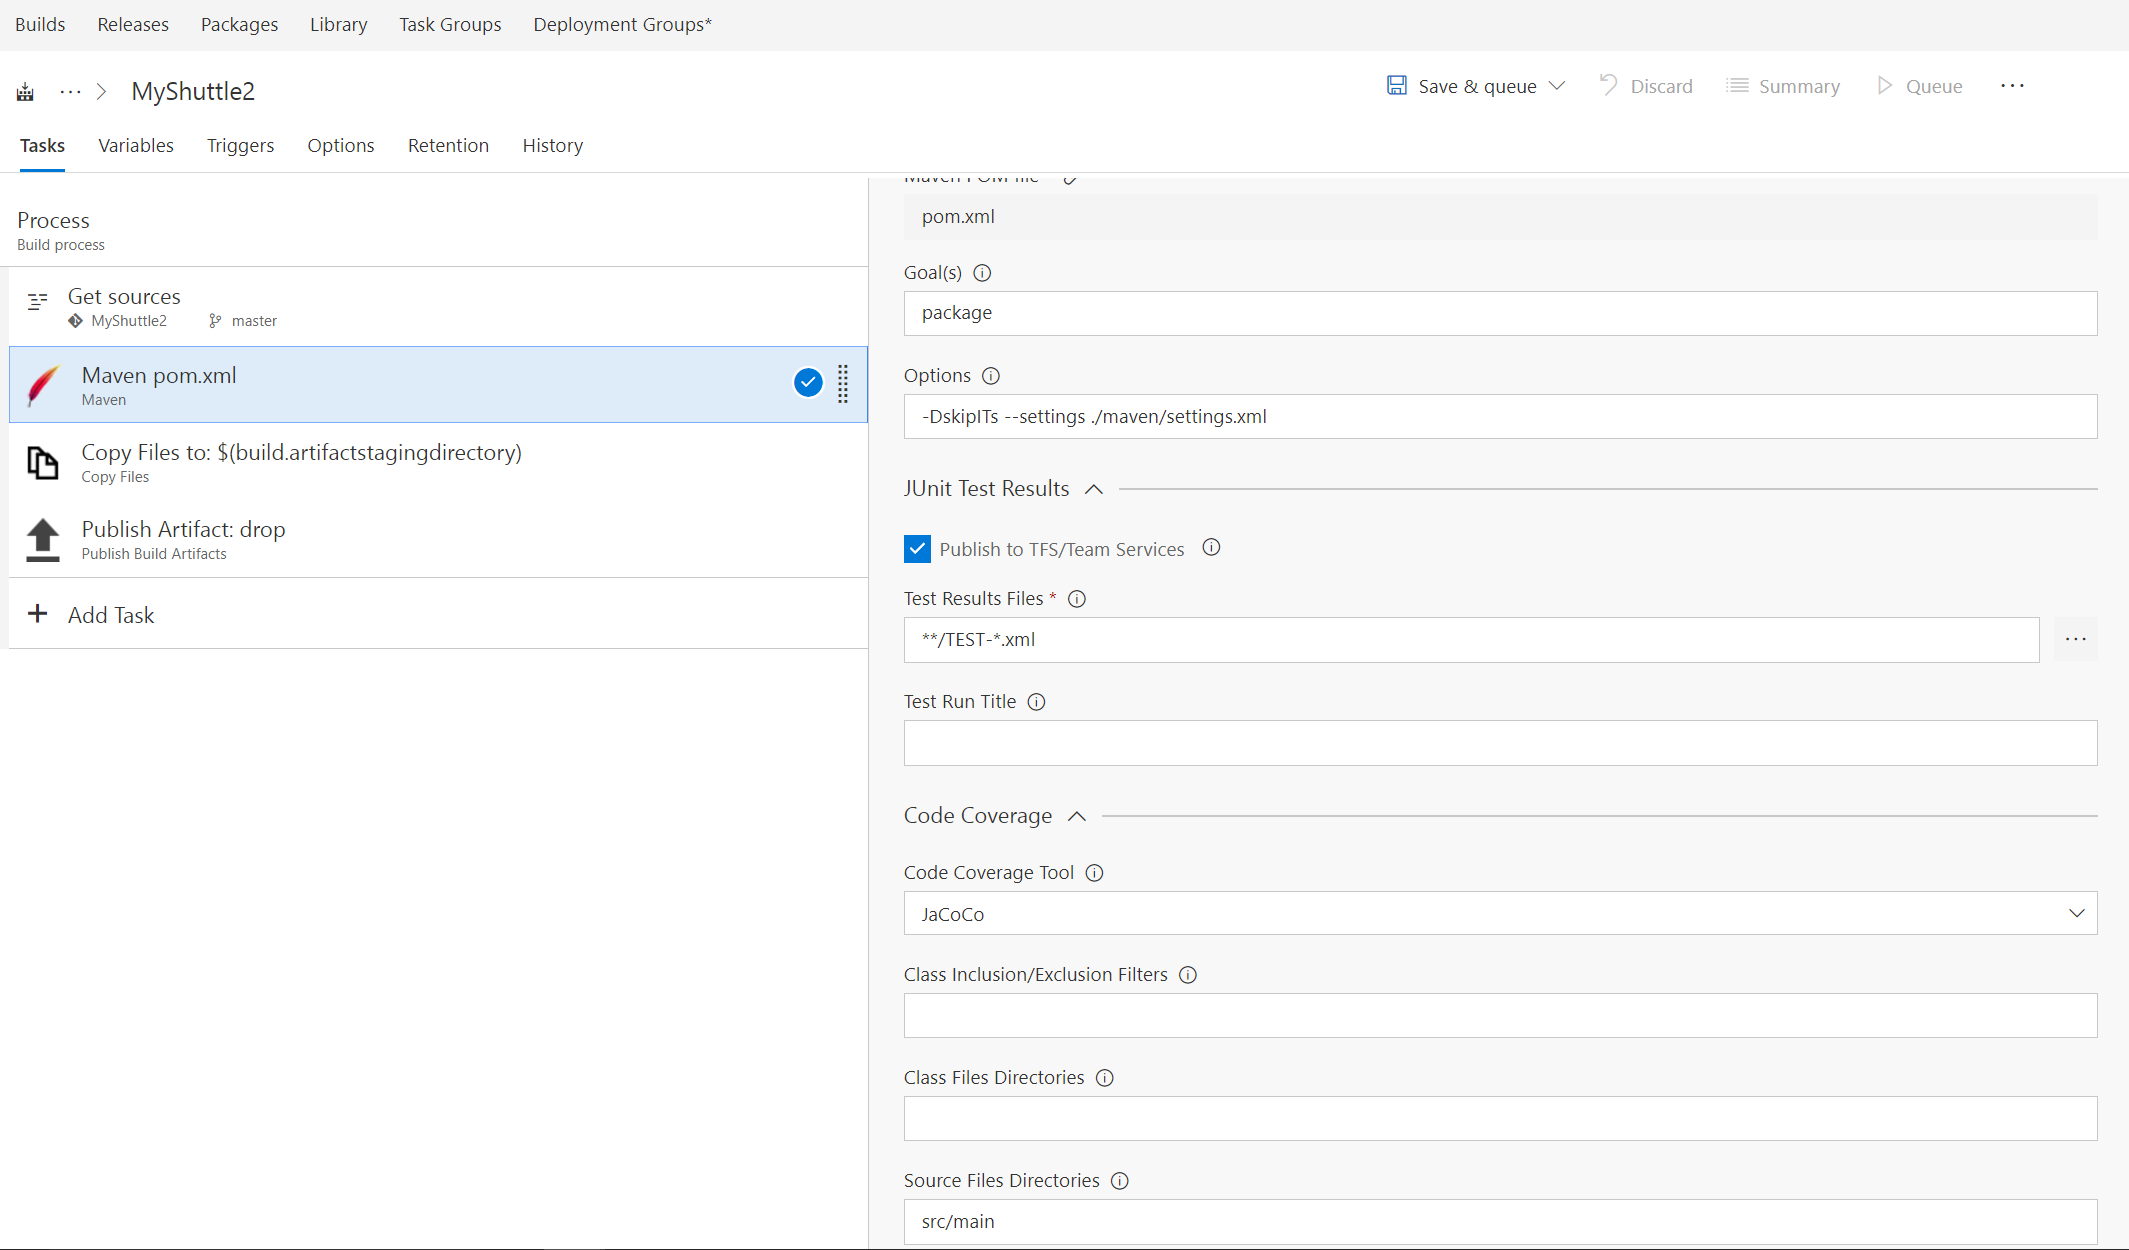 Builds Releases Packages Library Task Groups Deployment Groups*
··· > MyShuttle2
Save & queue Discard Summary Queue ···
Tasks Variables Triggers Options Retention History
Process
Build process
Get sources
MyShuttle2 master
Maven pom.xml
Maven
Copy Files to: $(build.artifactstagingdirectory)
Copy Files
Publish Artifact: drop
Publish Build Artifacts
+ Add Task
Maven POM file
pom.xml
Goal(s)
package
Options
-DskipITs --settings ./maven/settings.xml
JUnit Test Results
Publish to TFS/Team Services
Test Results Files *
**/TEST-*.xml
···
Test Run Title
Code Coverage
Code Coverage Tool
JaCoCo
Class Inclusion/Exclusion Filters
Class Files Directories
Source Files Directories
src/main